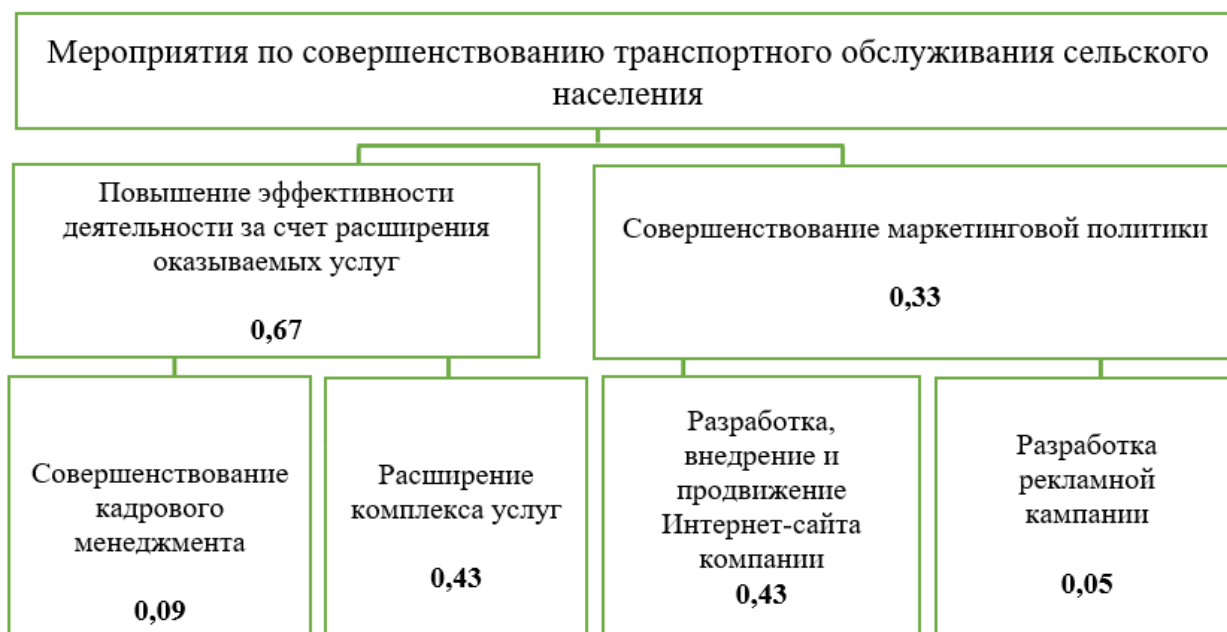 Мероприятия по совершенствованию транспортного обслуживания сельского
населения
Повышение эффективности
деятельности за счет расширения
оказываемых услуг
0,67
Совершенствование маркетинговой политики
0,33
Совершенствование
кадрового
менеджмента
0,09
Расширение
комплекса услуг
0,43
Разработка,
внедрение и
продвижение
Интернет-сайта
компании
0,43
Разработка
рекламной
кампании
0,05